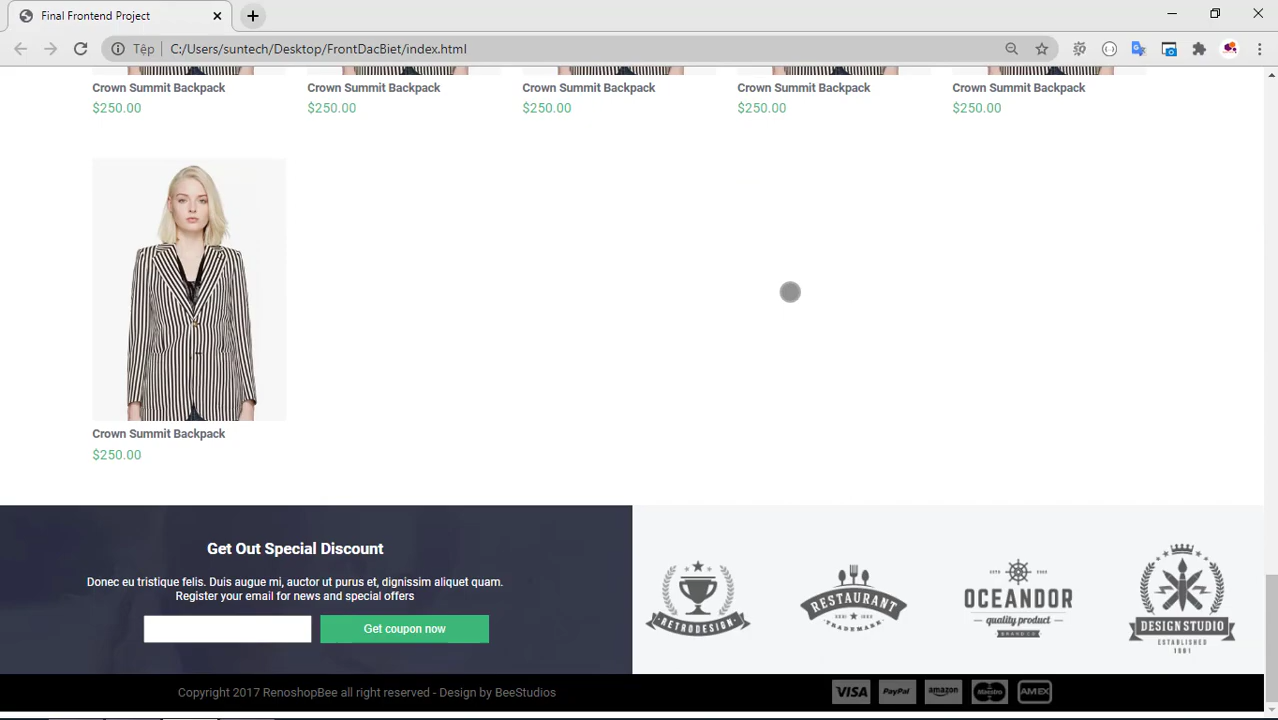 Final Frontend Project
Tệp C:/Users/suntech/Desktop/FrontDacBiet/index.html
Crown Summit Backpack Crown Summit Backpack Crown Summit Backpack Crown Summit Backpack Crown Summit Backpack
$250.00 $250.00 $250.00 $250.00 $250.00
Crown Summit Backpack
$250.00
Get Out Special Discount
Donec eu tristique felis. Duis augue mi, auctor ut purus et, dignissim aliquet quam.
Register your email for news and special offers
Get coupon now
RETRODESIGN
RESTAURANT
TRADEMARK
OCEANDOR
quality product
BRAND CO
DESIGN STUDIO
ESTABLISHED
1981
Copyright 2017 RenoshopBee all right reserved - Design by BeeStudios
VISA PayPal amazon Maestro AMEX